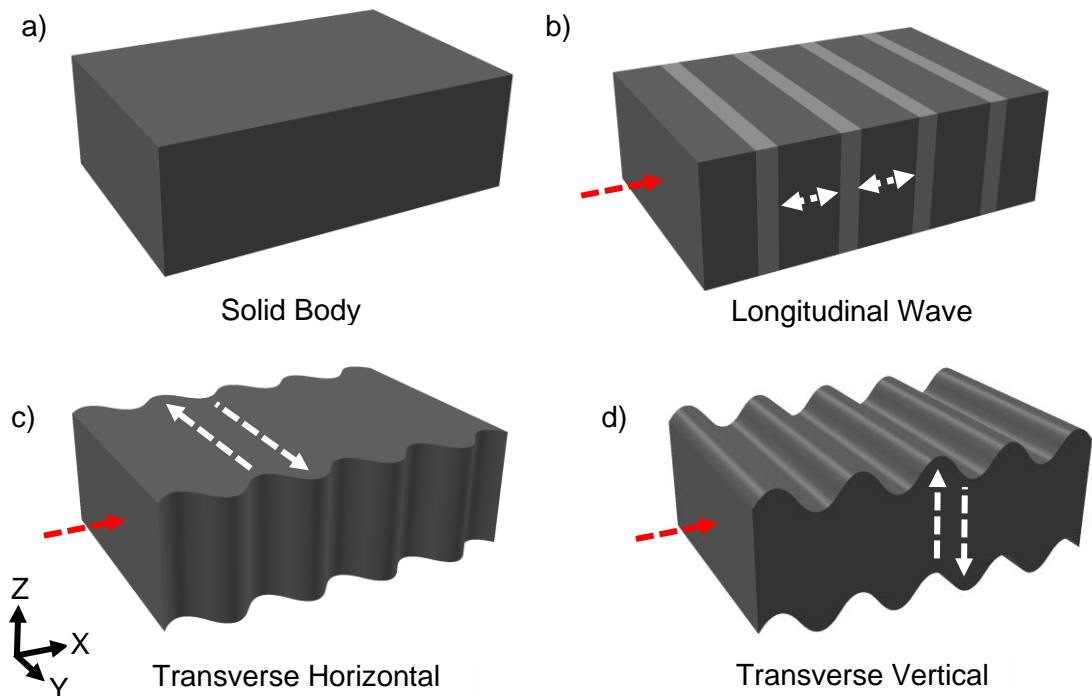 a)
b)
Solid Body
Longitudinal Wave
c)
d)
Z
X
Y
Transverse Horizontal
Transverse Vertical